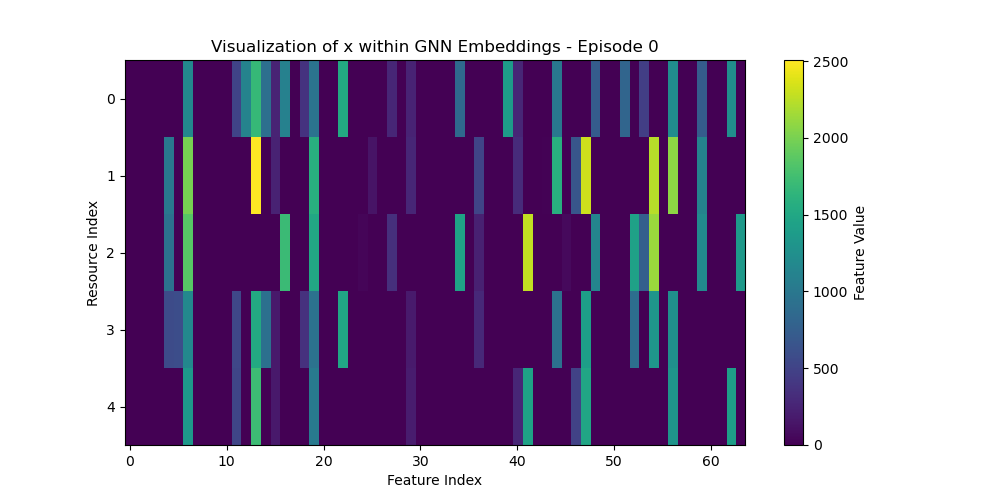 Visualization of x within GNN Embeddings - Episode 0
Resource Index
0
1
2
3
4
0 10 20 30 40 50 60
Feature Index
2500
2000
1500
1000
500
0
Feature Value